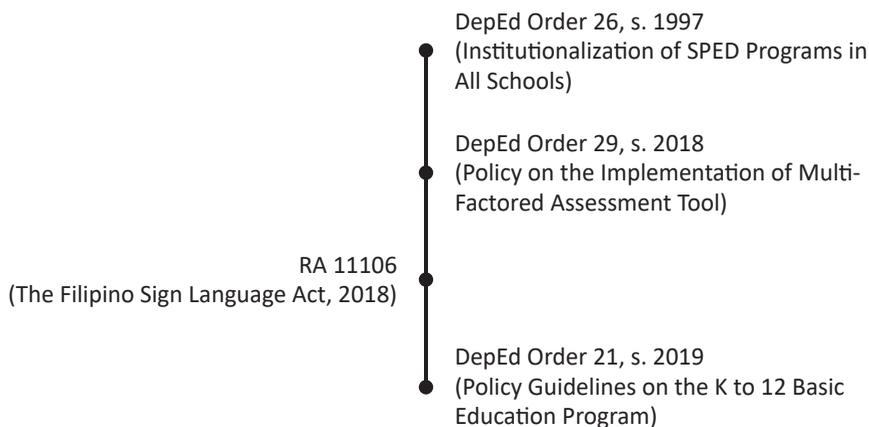 DepEd Order 26, s. 1997
(Institutionalization of SPED Programs in
All Schools)
DepEd Order 29, s. 2018
(Policy on the Implementation of Multi-
Factored Assessment Tool)
RA 11106
(The Filipino Sign Language Act, 2018)
DepEd Order 21, s. 2019
(Policy Guidelines on the K to 12 Basic
Education Program)